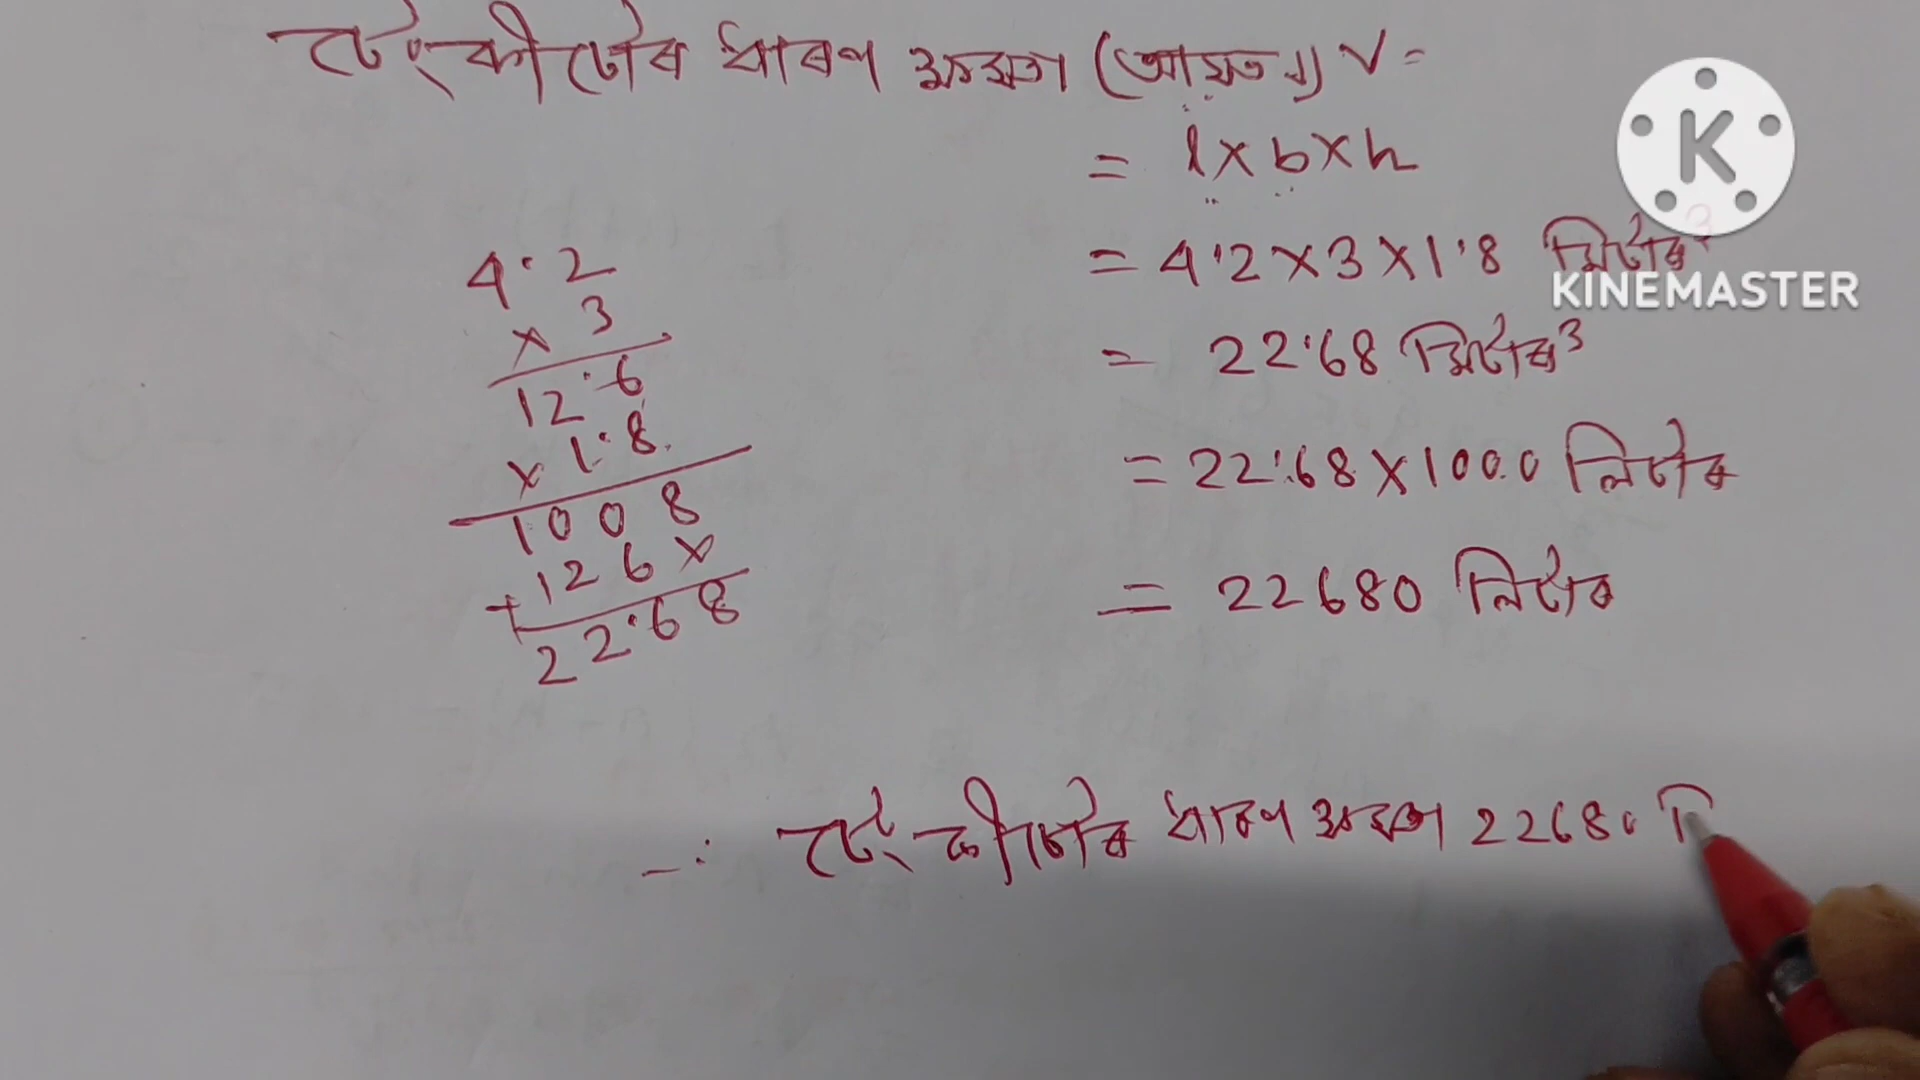 টেংকীটোৰ ধাৰণ ক্ষমতা (আয়তন) V =
= l×b×h
= 4.2×3×1.8 মিটাৰ³
= 22.68 মিটাৰ³
= 22.68×1000 লিটাৰ
= 22680 লিটাৰ
4.2
× 3
12.6
× 1.8
1008
+ 126×
22.68
∴ টেংকীটোৰ ধাৰণ ক্ষমতা 22680 ি
K
KINEMASTER